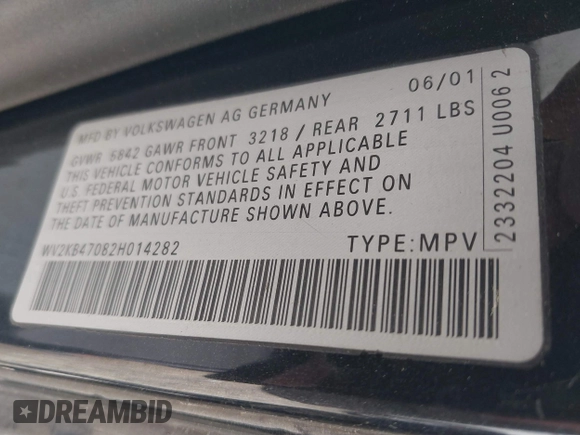 MFD BY VOLKSWAGEN AG GERMANY 06/01
GVWR 5842 GAWR FRONT 3218 / REAR 2711 LBS
THIS VEHICLE CONFORMS TO ALL APPLICABLE
U.S. FEDERAL MOTOR VEHICLE SAFETY AND
THEFT PREVENTION STANDARDS IN EFFECT ON
THE DATE OF MANUFACTURE SHOWN ABOVE.
WV2KB47082H014282 TYPE:MPV
2332204 U006 2
DREAMBID